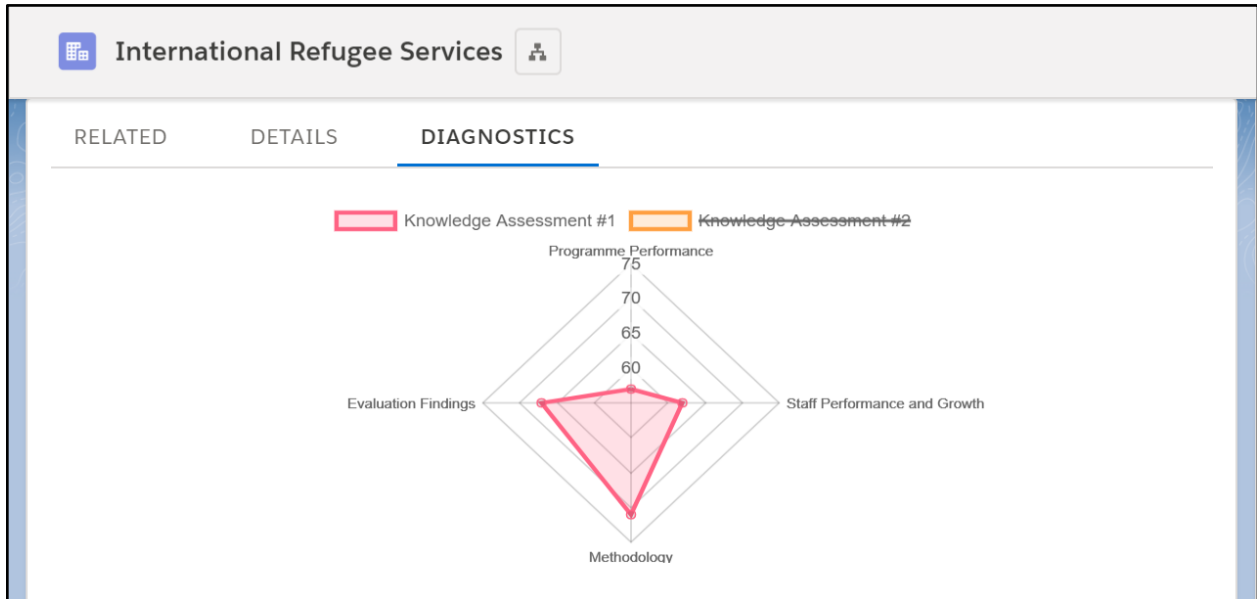 International Refugee Services
RELATED DETAILS DIAGNOSTICS
Knowledge Assessment #1 Knowledge Assessment #2
Programme Performance
75
70
65
60
Evaluation Findings Staff Performance and Growth
Methodology